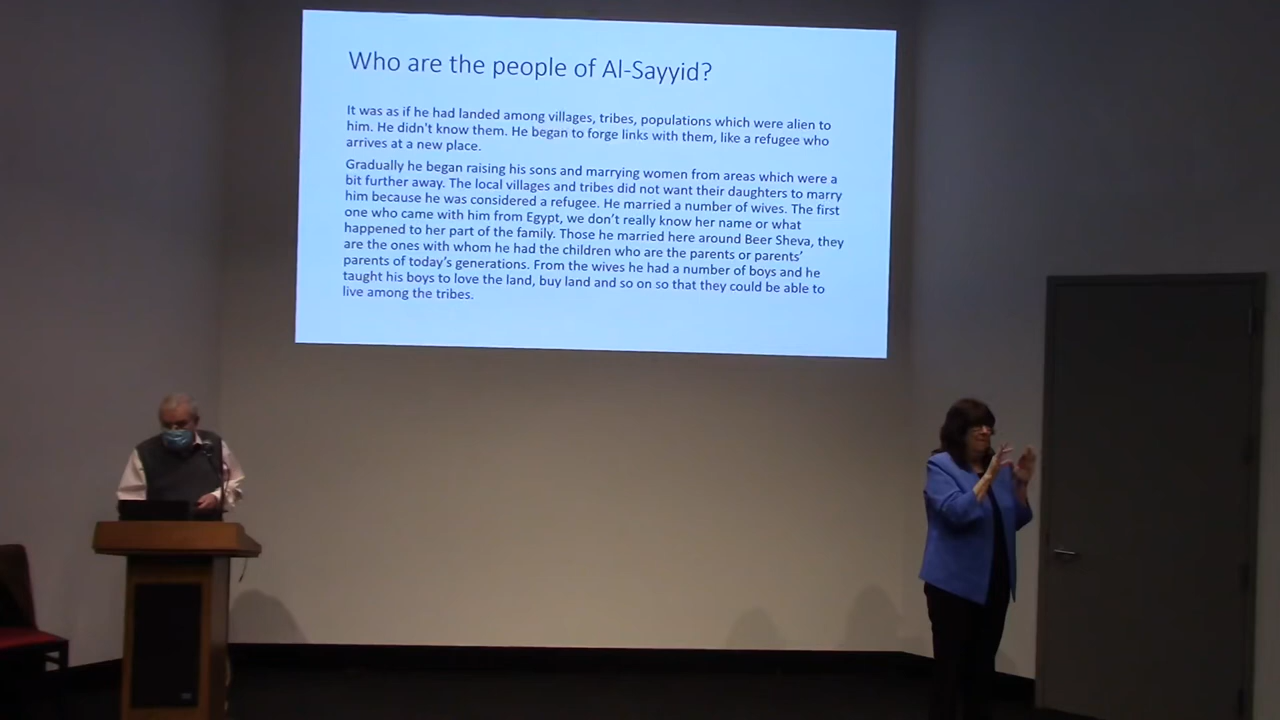 Who are the people of Al-Sayyid?
It was as if he had landed among villages, tribes, populations which were alien to
him. He didn't know them. He began to forge links with them, like a refugee who
arrives at a new place.
Gradually he began raising his sons and marrying women from areas which were a
bit further away. The local villages and tribes did not want their daughters to marry
him because he was considered a refugee. He married a number of wives. The first
one who came with him from Egypt, we don't really know her name or what
happened to her part of the family. Those he married here around Beer Sheva, they
are the ones with whom he had the children who are the parents or parents'
parents of today's generations. From the wives he had a number of boys and he
taught his boys to love the land, buy land and so on so that they could be able to
live among the tribes.